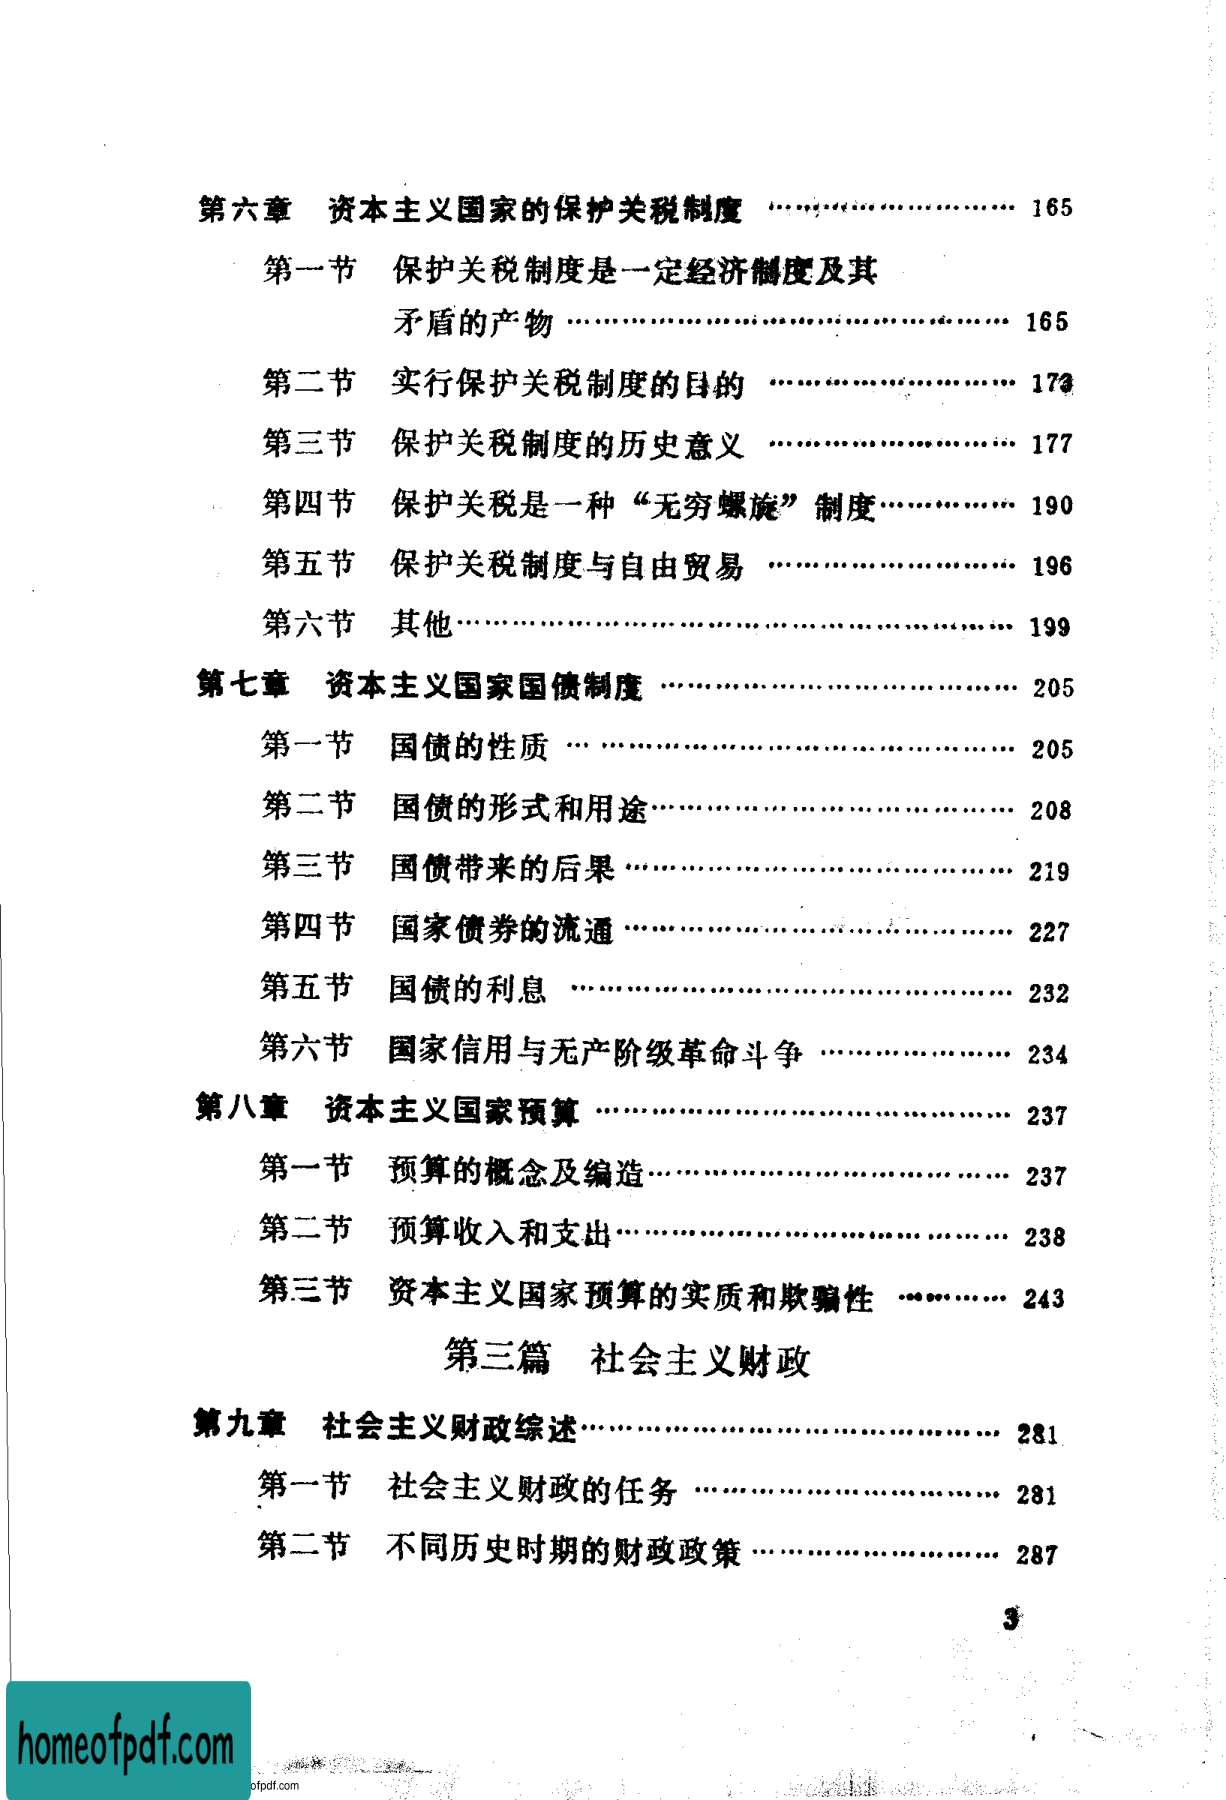 第六章 资本主义国家的保护关税制度 ………………………… 165
第一节 保护关税制度是一定经济制度及其
矛盾的产物 ……………………………………………… 165
第二节 实行保护关税制度的目的 ………………………… 173
第三节 保护关税制度的历史意义 ………………………… 177
第四节 保护关税是一种“无穷螺旋”制度…………… 190
第五节 保护关税制度与自由贸易 ………………………… 196
第六节 其他…………………………………………………………… 199
第七章 资本主义国家国债制度 …………………………………… 205
第一节 国债的性质 … ………………………………………… 205
第二节 国债的形式和用途…………………………………… 208
第三节 国债带来的后果 ……………………………………… 219
第四节 国家债券的流通 ……………………………………… 227
第五节 国债的利息 …………………………………………… 232
第六节 国家信用与无产阶级革命斗争 ………………… 234
第八章 资本主义国家预算 ………………………………………… 237
第一节 预算的概念及编造…………………………………… 237
第二节 预算收入和支出……………………………………… 238
第三节 资本主义国家预算的实质和欺骗性 ………… 243
第三篇 社会主义财政
第九章 社会主义财政综述………………………………………… 281
第一节 社会主义财政的任务 ……………………………… 281
第二节 不同历史时期的财政政策………………………… 287
3
homeofpdf.com
ofpdf.com